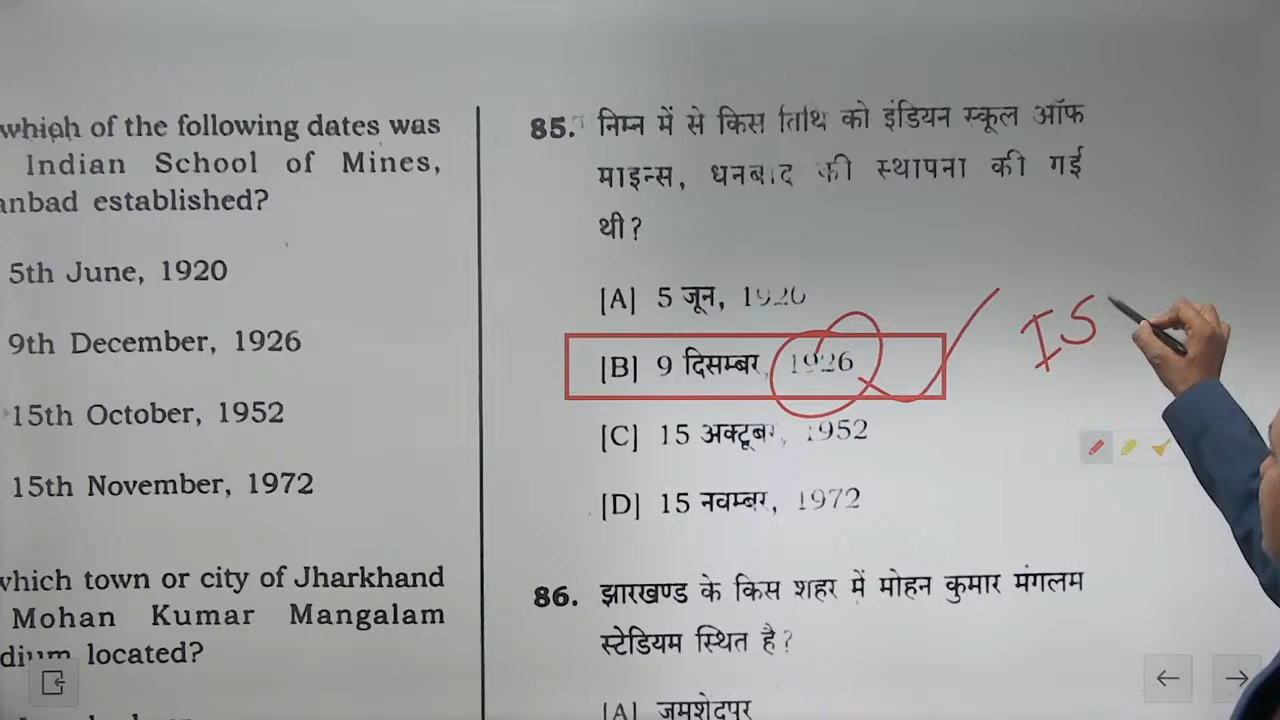 which of the following dates was
Indian School of Mines,
anbad established?
5th June, 1920
9th December, 1926
15th October, 1952
15th November, 1972
which town or city of Jharkhand
Mohan Kumar Mangalam
dium located?
85. निम्न में से किस तिथि को इंडियन स्कूल ऑफ
माइन्स, धनबाद की स्थापना की गई
थी?
[A] 5 जून, 1920
[B] 9 दिसम्बर, 1926
[C] 15 अक्टूबर, 1952
[D] 15 नवम्बर, 1972
IS
86. झारखण्ड के किस शहर में मोहन कुमार मंगलम
स्टेडियम स्थित है?
[A] जमशेदपुर